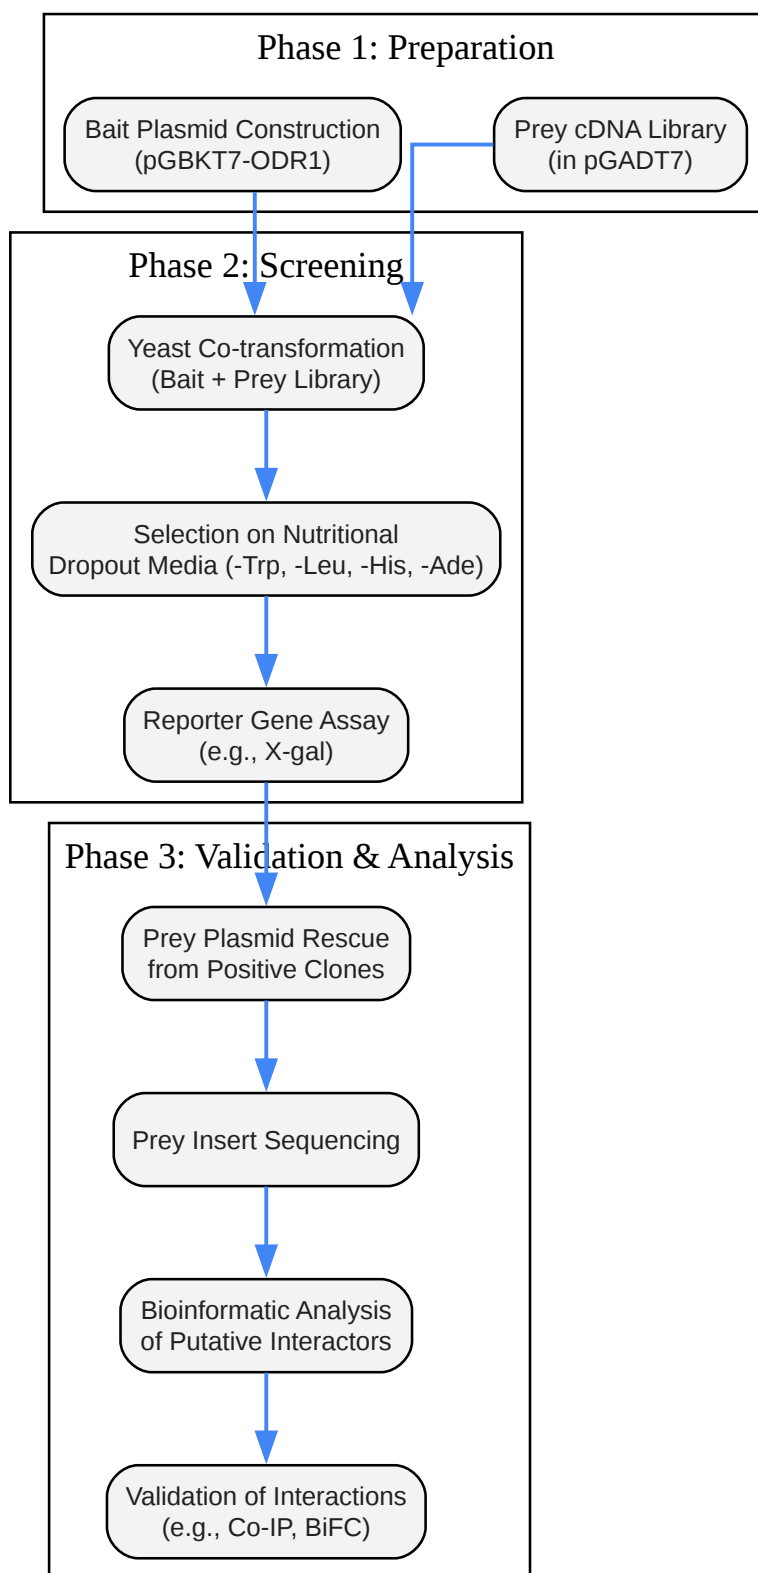 Phase 1: Preparation
Bait Plasmid Construction
(pGBKT7-ODR1)
Prey cDNA Library
(in pGADT7)
Phase 2: Screening
Yeast Co-transformation
(Bait + Prey Library)
Selection on Nutritional
Dropout Media (-Trp, -Leu, -His, -Ade)
Reporter Gene Assay
(e.g., X-gal)
Phase 3: Validation & Analysis
Prey Plasmid Rescue
from Positive Clones
Prey Insert Sequencing
Bioinformatic Analysis
of Putative Interactors
Validation of Interactions
(e.g., Co-IP, BiFC)